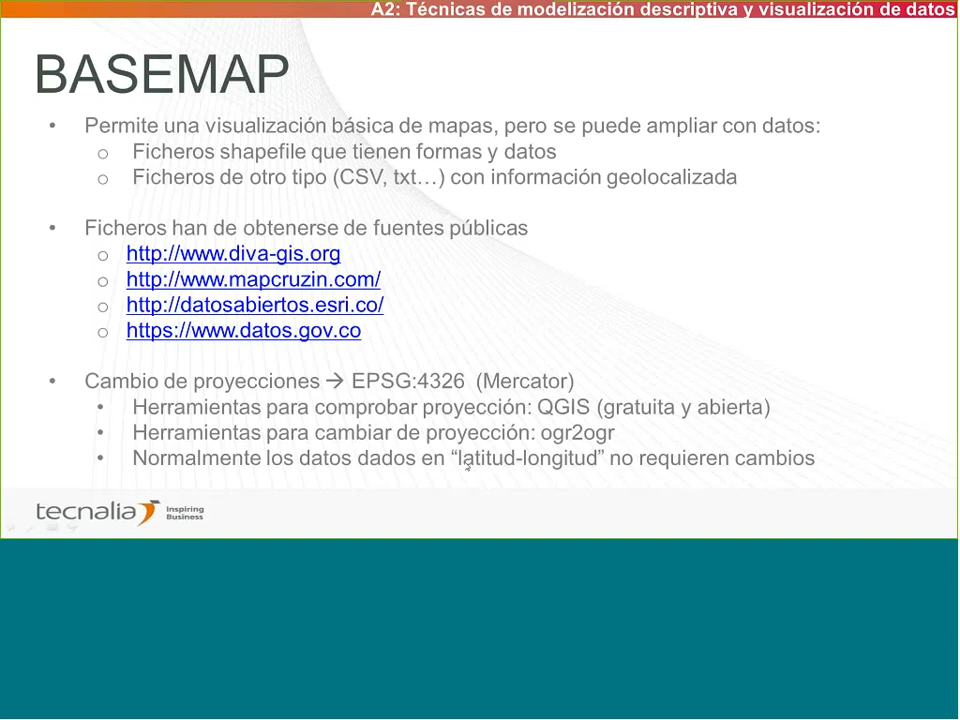 A2: Técnicas de modelización descriptiva y visualización de datos
BASEMAP
• Permite una visualización básica de mapas, pero se puede ampliar con datos:
o Ficheros shapefile que tienen formas y datos
o Ficheros de otro tipo (CSV, txt…) con información geolocalizada
• Ficheros han de obtenerse de fuentes públicas
o http://www.diva-gis.org
o http://www.mapcruzin.com/
o http://datosabiertos.esri.co/
o https://www.datos.gov.co
• Cambio de proyecciones → EPSG:4326 (Mercator)
• Herramientas para comprobar proyección: QGIS (gratuita y abierta)
• Herramientas para cambiar de proyección: ogr2ogr
• Normalmente los datos dados en “latitud-longitud” no requieren cambios
tecnalia Inspiring
Business